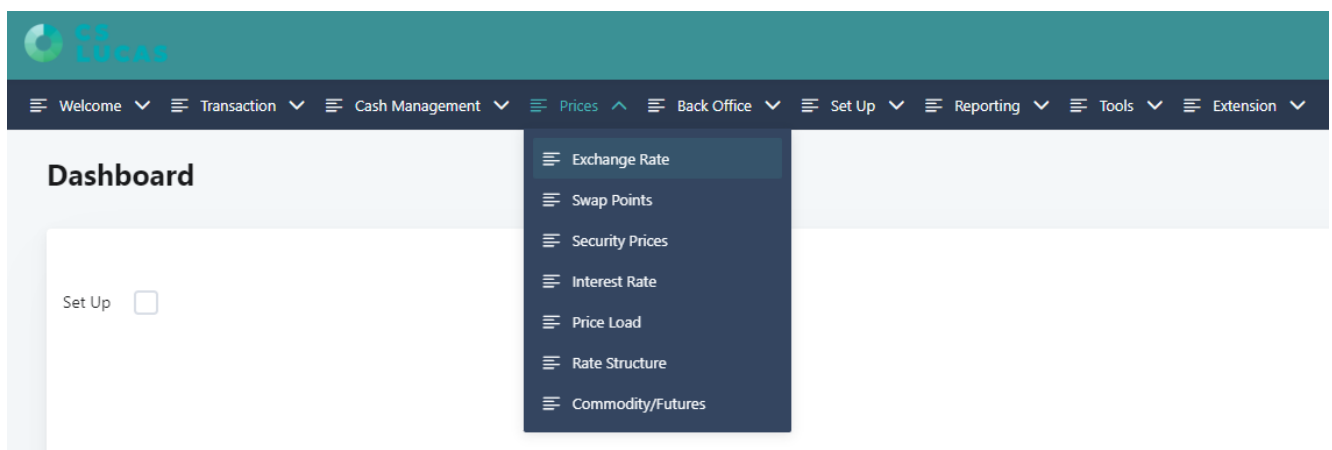 CS
LUCAS
Welcome Transaction Cash Management Prices Back Office Set Up Reporting Tools Extension
Dashboard
Exchange Rate
Swap Points
Security Prices
Set Up
Interest Rate
Price Load
Rate Structure
Commodity/Futures